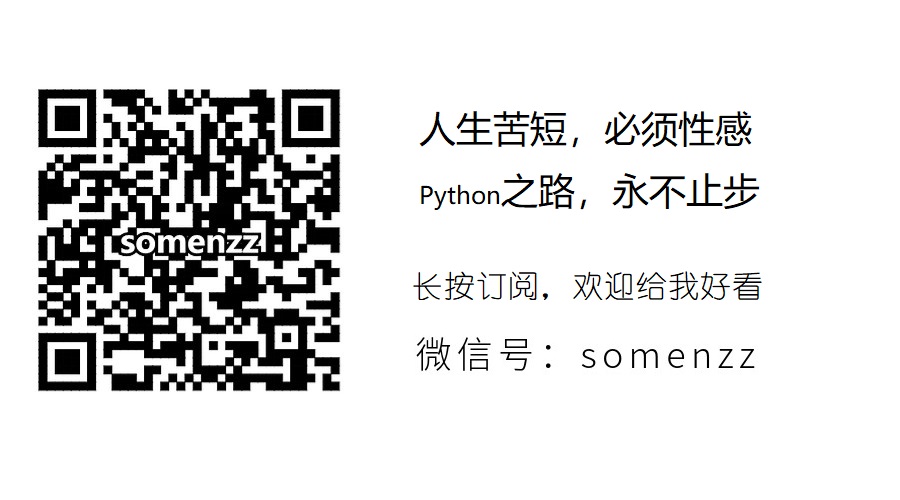 somenzz
人生苦短，必须性感
Python之路，永不止步
长按订阅，欢迎给我好看
微信号：somenzz